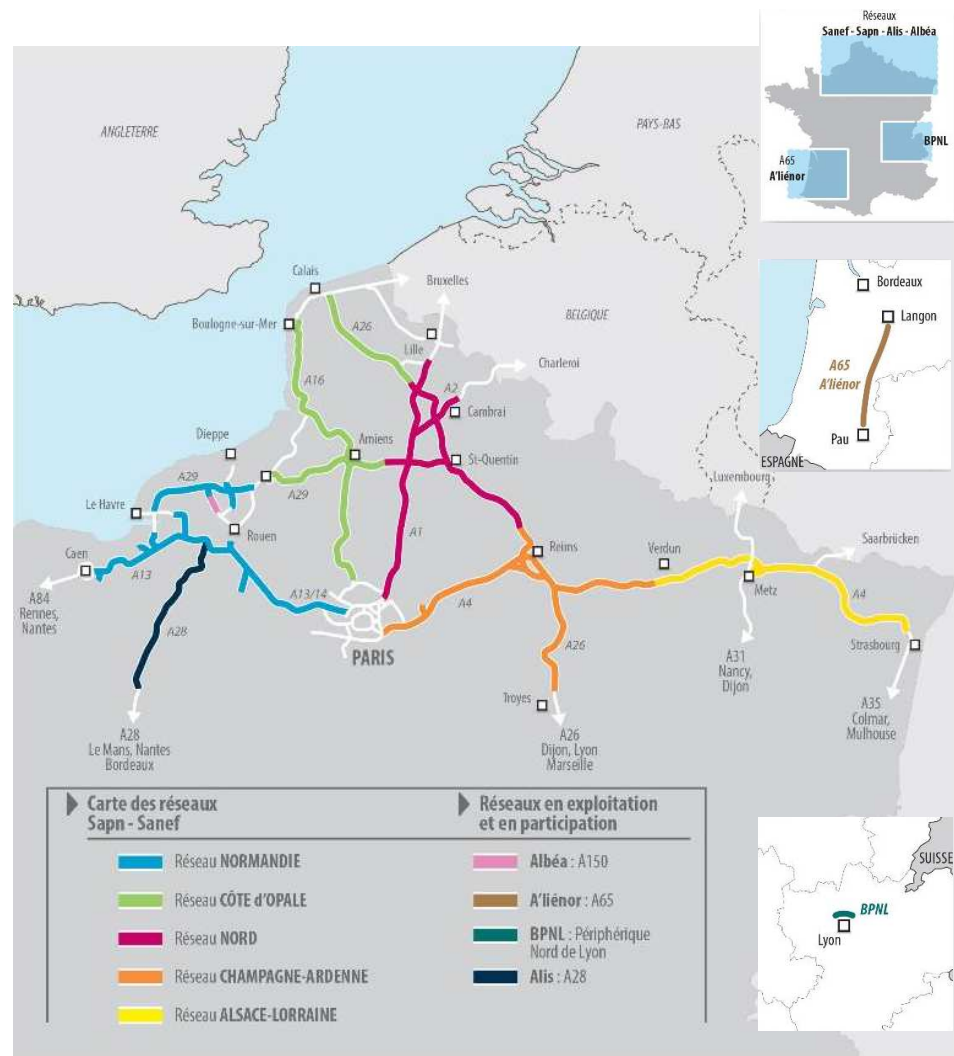 Réseaux
Sanef - Sapn - Alis - Albéa
BPNL
A65
A'liénor
ANGLETERRE
PAYS-BAS
Calais
Bruxelles
Bordeaux
Boulogne-sur-Mer
A26
BELGIQUE
Langon
Lille
Charleroi
A65
A'liénor
A16
A2
Cambrai
Pau
Dieppe
Amiens
St-Quentin
ESPAGNE
A29
A29
Luxembourg
Le Havre
Rouen
A1
Reims
Verdun
Saarbrücken
Caen
A13
A13/14
A4
Metz
A4
A84
Rennes,
Nantes
A28
PARIS
A26
Strasbourg
A31
Nancy,
Dijon
Troyes
A35
Colmar,
Mulhouse
A28
Le Mans, Nantes
Bordeaux
A26
Dijon, Lyon
Marseille
Carte des réseaux
Sapn - Sanef
Réseau NORMANDIE
Réseau CÔTE d'OPALE
Réseau NORD
Réseau CHAMPAGNE-ARDENNE
Réseau ALSACE-LORRAINE
Réseaux en exploitation
et en participation
Albéa : A150
A'liénor : A65
BPNL : Périphérique
Nord de Lyon
Alis : A28
SUISSE
BPNL
Lyon